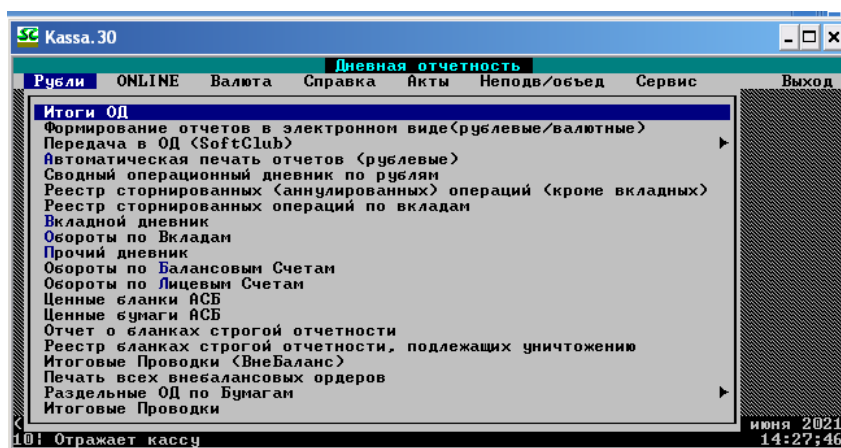 SC Kassa.30
Дневная отчетность
Рубли ONLINE Валюта Справка Акты Неподв/объед Сервис Выход
Итоги ОД
Формирование отчетов в электронном виде(рублевые/валютные)
Передача в ОД (SoftClub)
Автоматическая печать отчетов (рублевые)
Сводный операционный дневник по рублям
Реестр сторнированных (аннулированных) операций (кроме вкладных)
Реестр сторнированных операций по вкладам
Вкладной дневник
Обороты по Вкладам
Прочий дневник
Обороты по Балансовым Счетам
Обороты по Лицевым Счетам
Ценные бланки АСБ
Ценные бумаги АСБ
Отчет о бланках строгой отчетности
Реестр бланков строгой отчетности, подлежащих уничтожению
Итоговые Проводки (ВнеБаланс)
Печать всех внебалансовых ордеров
Раздельные ОД по Бумагам
Итоговые Проводки
июня 2021
10¦ Отражает кассу 14:27;46